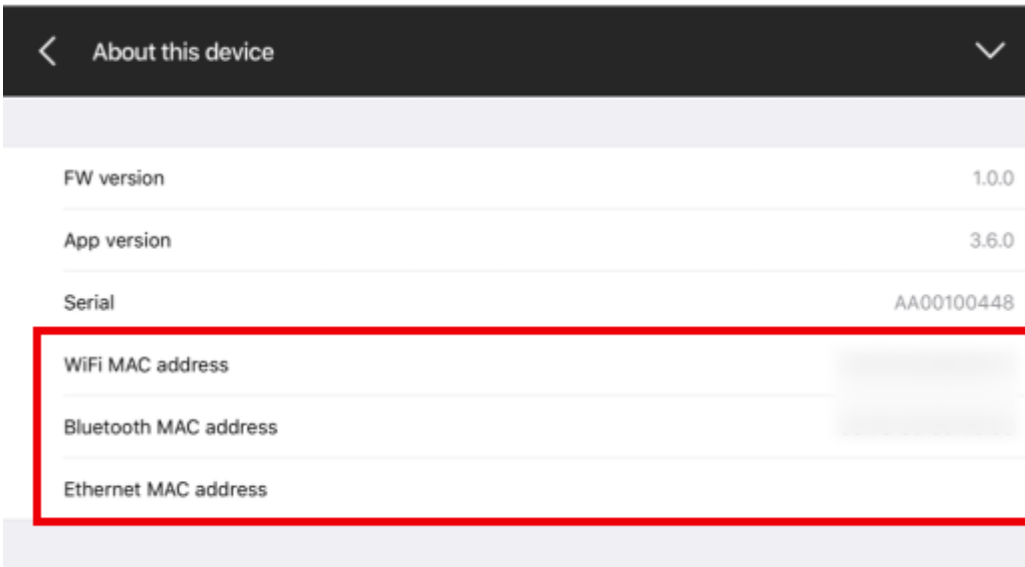 About this device
FW version 1.0.0
App version 3.6.0
Serial AA00100448
WiFi MAC address
Bluetooth MAC address
Ethernet MAC address